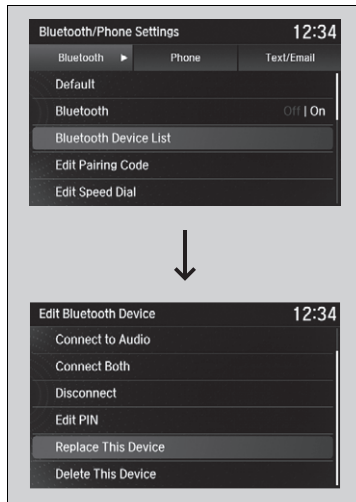 Bluetooth/Phone Settings 12:34
Bluetooth ▶ Phone Text/Email
Default
Bluetooth Off | On
Bluetooth Device List
Edit Pairing Code
Edit Speed Dial
Edit Bluetooth Device 12:34
Connect to Audio
Connect Both
Disconnect
Edit PIN
Replace This Device
Delete This Device